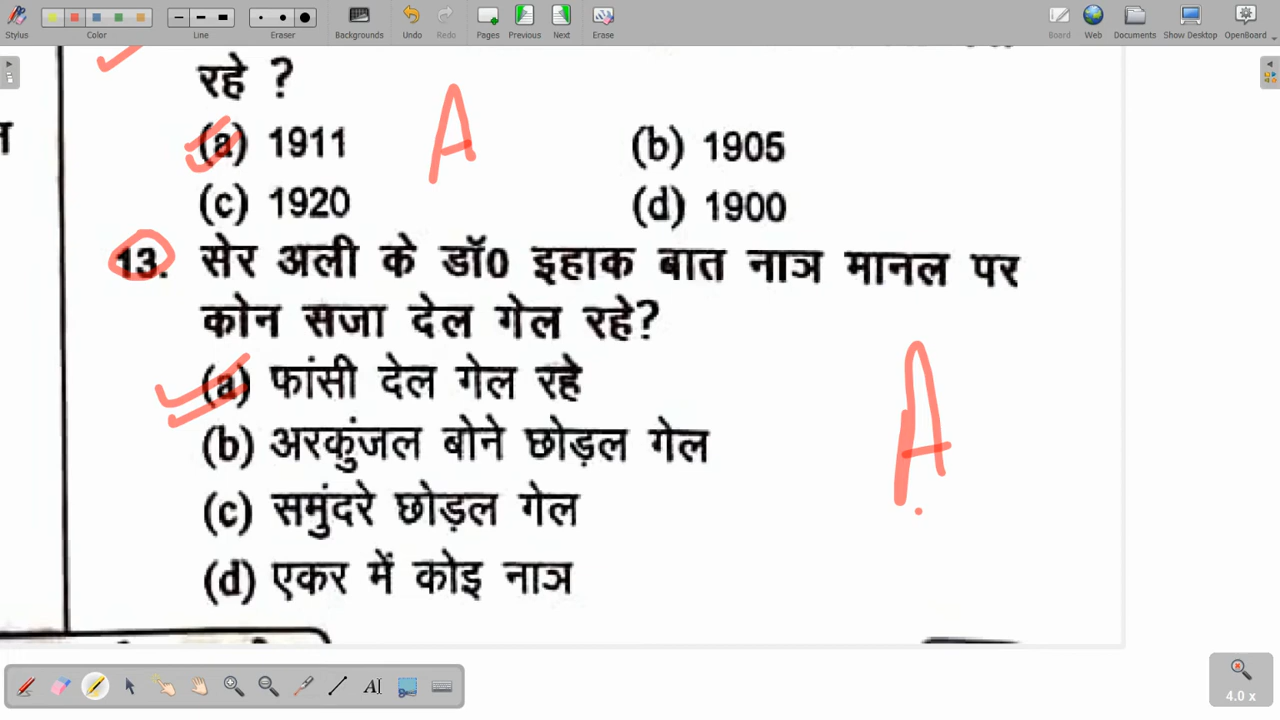 Stylus Color Line Eraser Backgrounds Undo Redo Pages Previous Next Erase Board Web Documents Show Desktop OpenBoard
रहे ?
(a) 1911 A (b) 1905
(c) 1920 (d) 1900
13. सेर अली के डॉ0 इहाक बात नाञ मानल पर
कोन सजा देल गेल रहे?
(a) फांसी देल गेल रहे
(b) अरकुंजल बोने छोड़ल गेल
A
(c) समुंदरे छोड़ल गेल
(d) एकर में कोइ नाञ
4.0 x